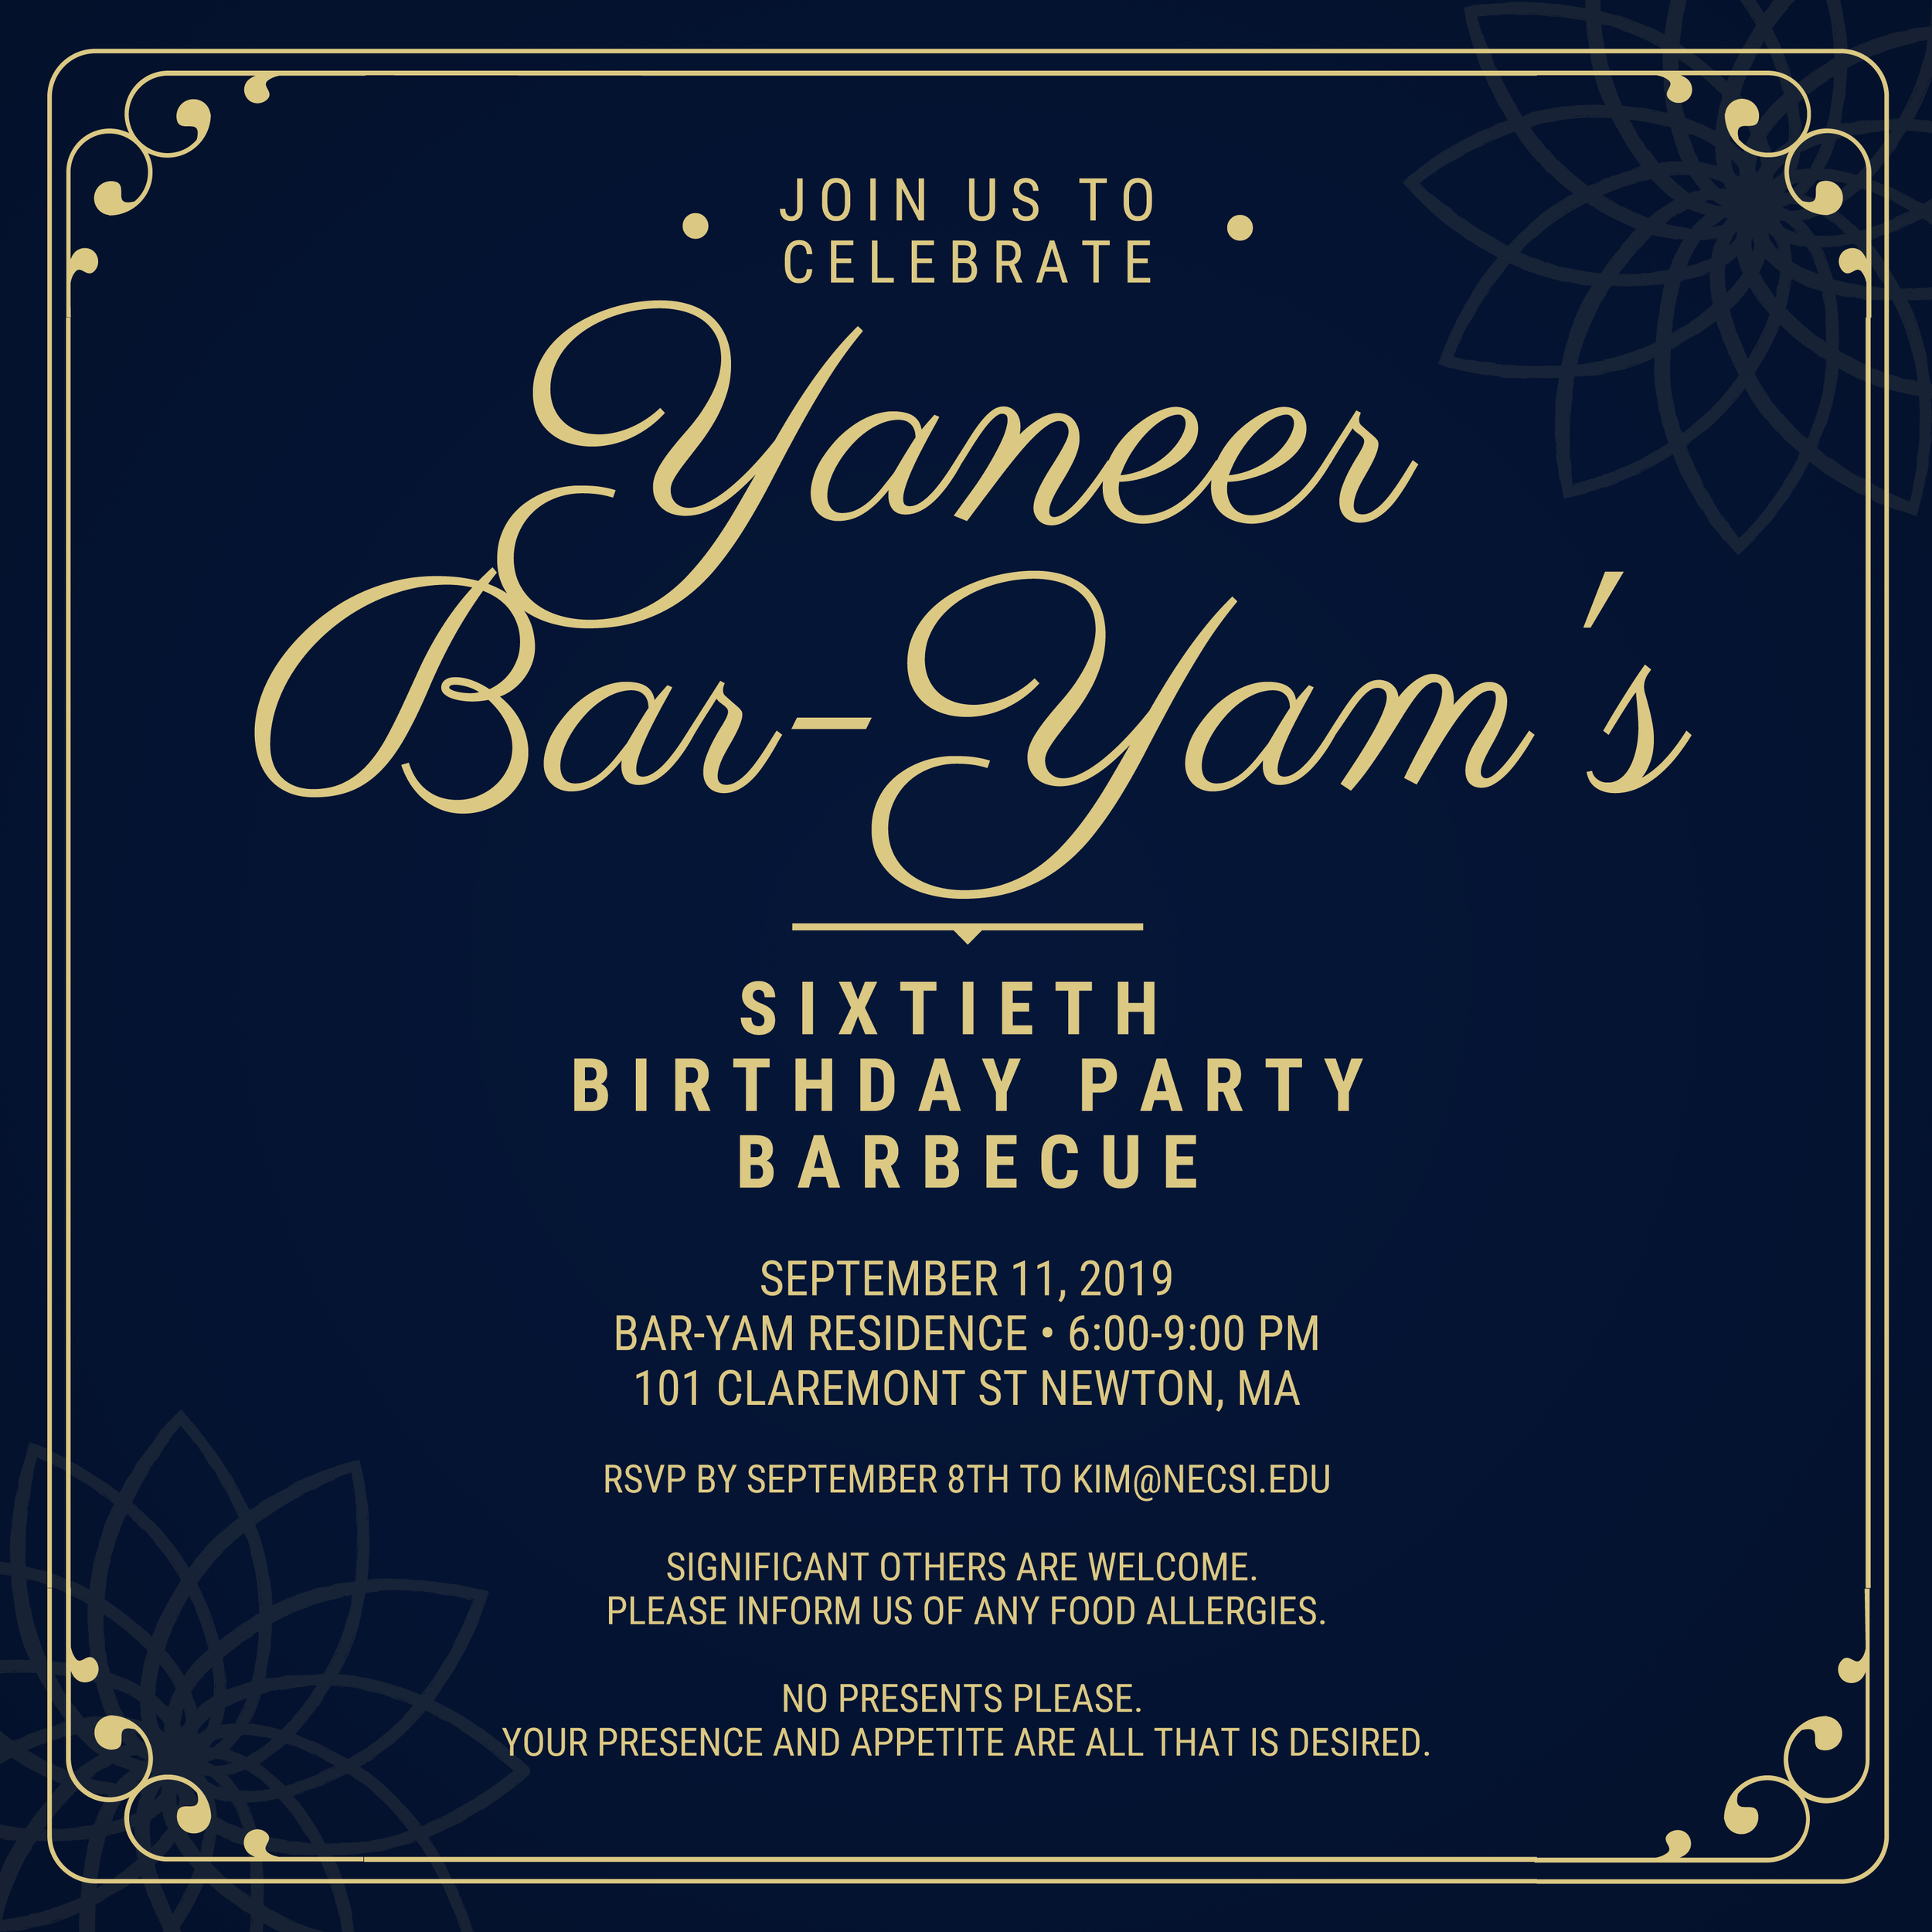 JOIN US TO
CELEBRATE
Yaneer
Bar-Yam's
SIXTIETH
BIRTHDAY PARTY
BARBECUE
SEPTEMBER 11, 2019
BAR-YAM RESIDENCE • 6:00-9:00 PM
101 CLAREMONT ST NEWTON, MA
RSVP BY SEPTEMBER 8TH TO KIM@NECSI.EDU
SIGNIFICANT OTHERS ARE WELCOME.
PLEASE INFORM US OF ANY FOOD ALLERGIES.
NO PRESENTS PLEASE.
YOUR PRESENCE AND APPETITE ARE ALL THAT IS DESIRED.